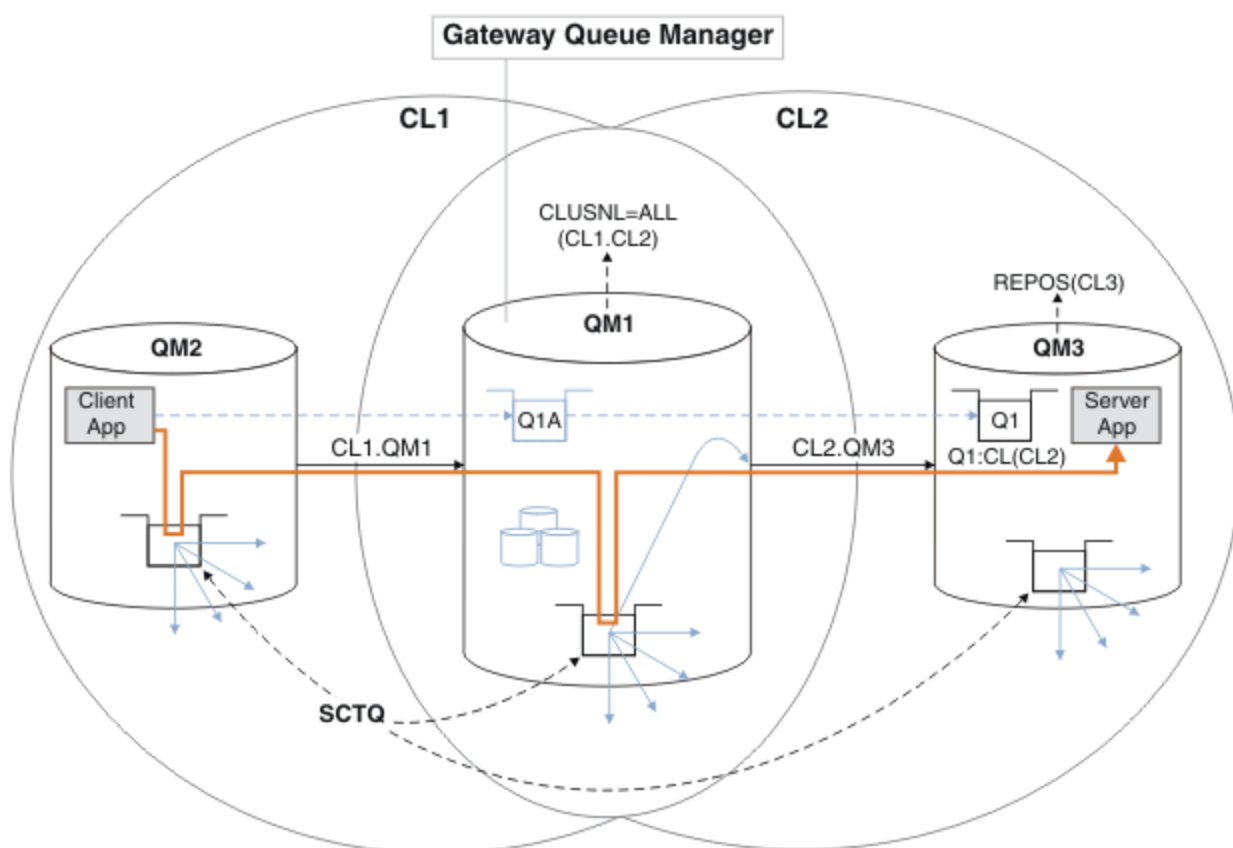 Gateway Queue Manager
CL1
CL2
CLUSNL=ALL
(CL1.CL2)
REPOS(CL3)
QM2
QM1
QM3
Client
App
Q1A
Q1
Server
App
CL1.QM1
CL2.QM3
Q1:CL(CL2)
SCTQ